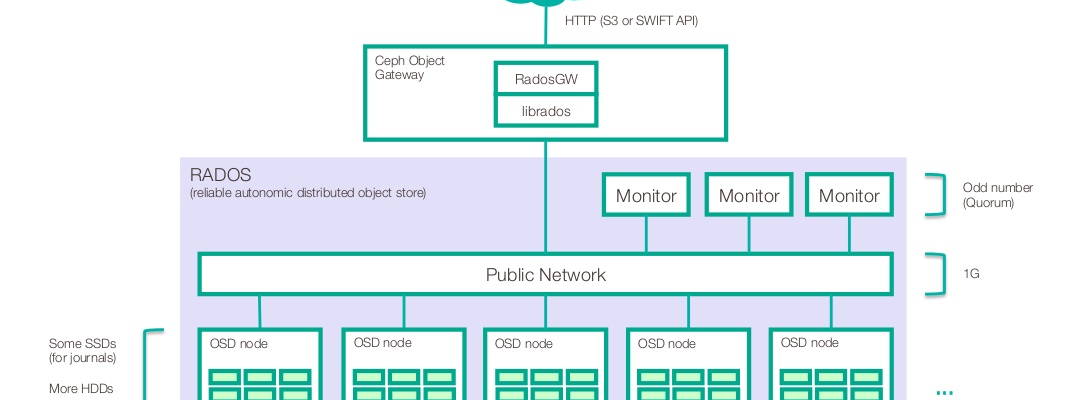 HTTP (S3 or SWIFT API)
Ceph Object
Gateway
RadosGW
librados
RADOS
(reliable autonomic distributed object store)
Monitor
Monitor
Monitor
Odd number
(Quorum)
Public Network
1G
Some SSDs
(for journals)
More HDDs
OSD node
OSD node
OSD node
OSD node
OSD node
...